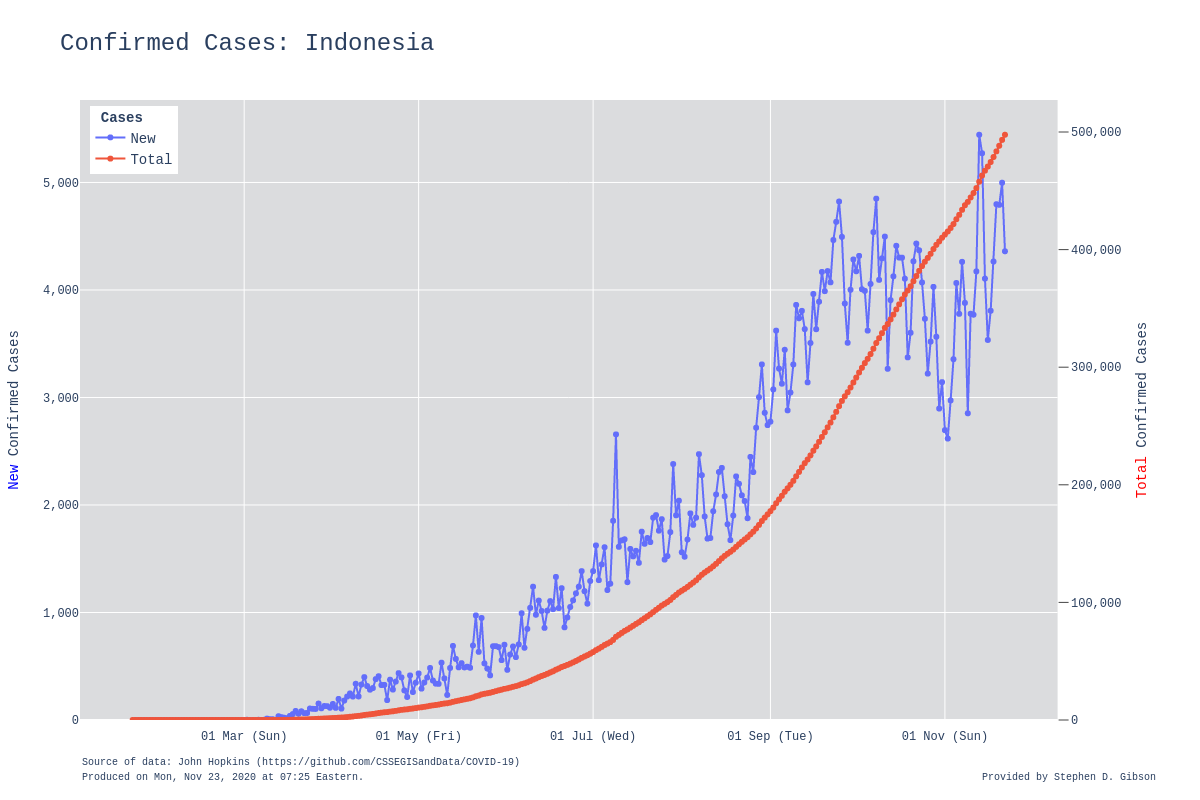 Confirmed Cases: Indonesia
Cases
New
Total
5,000
4,000
3,000
2,000
1,000
0
500,000
400,000
300,000
200,000
100,000
0
New Confirmed Cases
Total Confirmed Cases
01 Mar (Sun)
01 May (Fri)
01 Jul (Wed)
01 Sep (Tue)
01 Nov (Sun)
Source of data: John Hopkins (https://github.com/CSSEGISandData/COVID-19)
Produced on Mon, Nov 23, 2020 at 07:25 Eastern.
Provided by Stephen D. Gibson